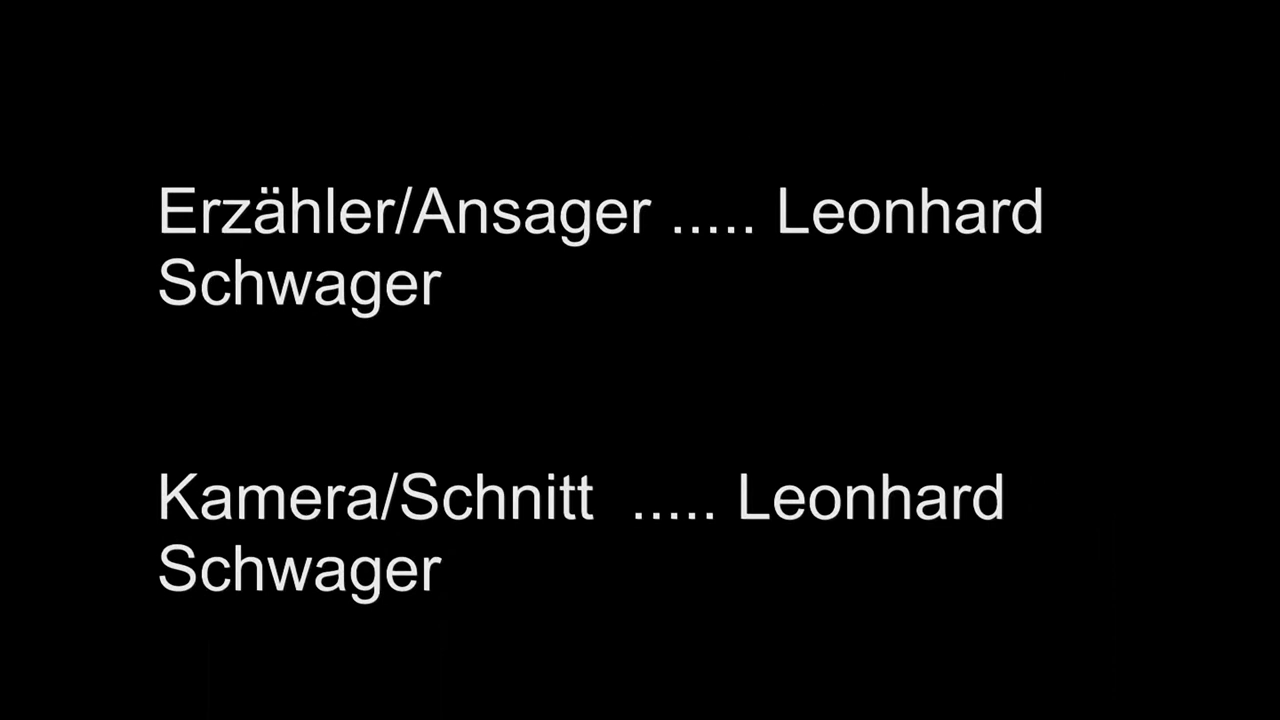 Erzähler/Ansager ..... Leonhard
Schwager
Kamera/Schnitt  ..... Leonhard
Schwager